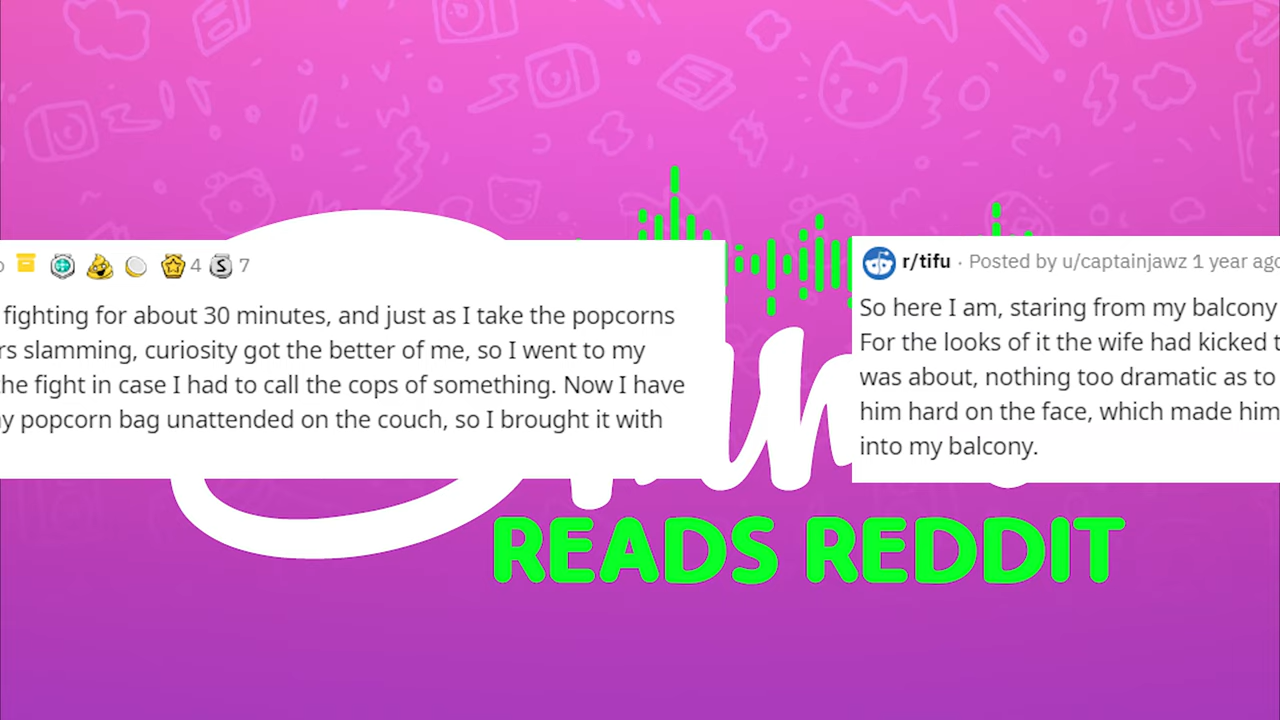 4 7
fighting for about 30 minutes, and just as I take the popcorns
rs slamming, curiosity got the better of me, so I went to my
the fight in case I had to call the cops of something. Now I have
y popcorn bag unattended on the couch, so I brought it with
r/tifu · Posted by u/captainjawz 1 year ago
So here I am, staring from my balcony
For the looks of it the wife had kicked t
was about, nothing too dramatic as to
him hard on the face, which made him
into my balcony.
READS REDDIT